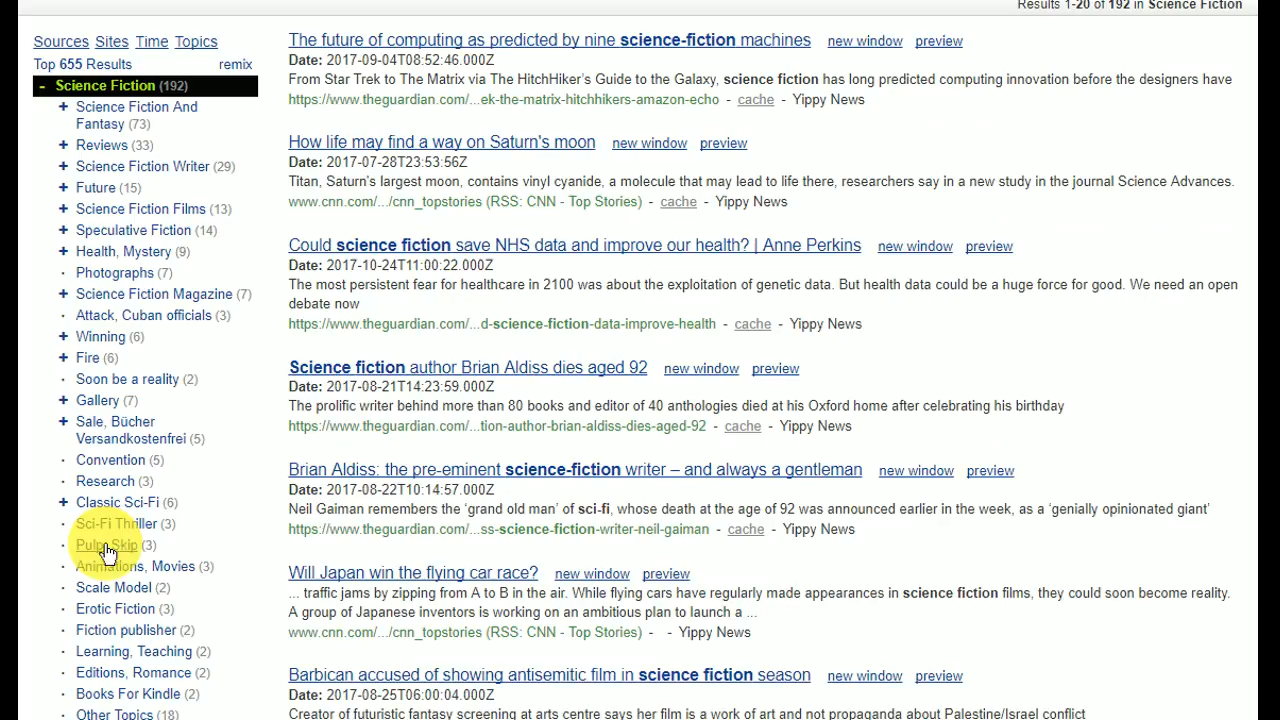 Results 1-20 of 192 in Science Fiction
Sources Sites Time Topics
Top 655 Results remix
- Science Fiction (192)
+ Science Fiction And
Fantasy (73)
+ Reviews (33)
+ Science Fiction Writer (29)
+ Future (15)
+ Science Fiction Films (13)
+ Speculative Fiction (14)
+ Health, Mystery (9)
· Photographs (7)
+ Science Fiction Magazine (7)
· Attack, Cuban officials (3)
+ Winning (6)
+ Fire (6)
· Soon be a reality (2)
+ Gallery (7)
+ Sale, Bücher
Versandkostenfrei (5)
· Convention (5)
· Research (3)
+ Classic Sci-Fi (6)
· Sci-Fi Thriller (3)
· Pulp, Skip (3)
· Animations, Movies (3)
· Scale Model (2)
· Erotic Fiction (3)
· Fiction publisher (2)
· Learning, Teaching (2)
· Editions, Romance (2)
· Books For Kindle (2)
· Other Topics (18)
The future of computing as predicted by nine science-fiction machines new window preview
Date: 2017-09-04T08:52:46.000Z
From Star Trek to The Matrix via The HitchHiker's Guide to the Galaxy, science fiction has long predicted computing innovation before the designers have
https://www.theguardian.com/...ek-the-matrix-hitchhikers-amazon-echo - cache - Yippy News
How life may find a way on Saturn's moon new window preview
Date: 2017-07-28T23:53:56Z
Titan, Saturn's largest moon, contains vinyl cyanide, a molecule that may lead to life there, researchers say in a new study in the journal Science Advances.
www.cnn.com/.../cnn_topstories (RSS: CNN - Top Stories) - cache - Yippy News
Could science fiction save NHS data and improve our health? | Anne Perkins new window preview
Date: 2017-10-24T11:00:22.000Z
The most persistent fear for healthcare in 2100 was about the exploitation of genetic data. But health data could be a huge force for good. We need an open
debate now
https://www.theguardian.com/...d-science-fiction-data-improve-health - cache - Yippy News
Science fiction author Brian Aldiss dies aged 92 new window preview
Date: 2017-08-21T14:23:59.000Z
The prolific writer behind more than 80 books and editor of 40 anthologies died at his Oxford home after celebrating his birthday
https://www.theguardian.com/...tion-author-brian-aldiss-dies-aged-92 - cache - Yippy News
Brian Aldiss: the pre-eminent science-fiction writer – and always a gentleman new window preview
Date: 2017-08-22T10:14:57.000Z
Neil Gaiman remembers the 'grand old man' of sci-fi, whose death at the age of 92 was announced earlier in the week, as a 'genially opinionated giant'
https://www.theguardian.com/...ss-science-fiction-writer-neil-gaiman - cache - Yippy News
Will Japan win the flying car race? new window preview
... traffic jams by zipping from A to B in the air. While flying cars have regularly made appearances in science fiction films, they could soon become reality.
A group of Japanese inventors is working on an ambitious plan to launch a ...
www.cnn.com/.../cnn_topstories (RSS: CNN - Top Stories) - - Yippy News
Barbican accused of showing antisemitic film in science fiction season new window preview
Date: 2017-08-25T06:00:04.000Z
Creator of futuristic fantasy screening at arts centre says her film is a work of art and not propaganda about Palestine/Israel conflict